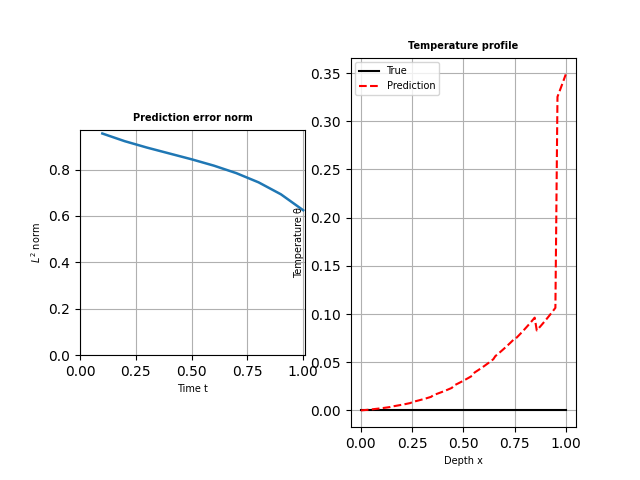 Prediction error norm
L² norm
0.8
0.6
0.4
0.2
0.0
0.00 0.25 0.50 0.75 1.00
Time t
Temperature profile
Temperature θ
True
Prediction
0.35
0.30
0.25
0.20
0.15
0.10
0.05
0.00
0.00 0.25 0.50 0.75 1.00
Depth x